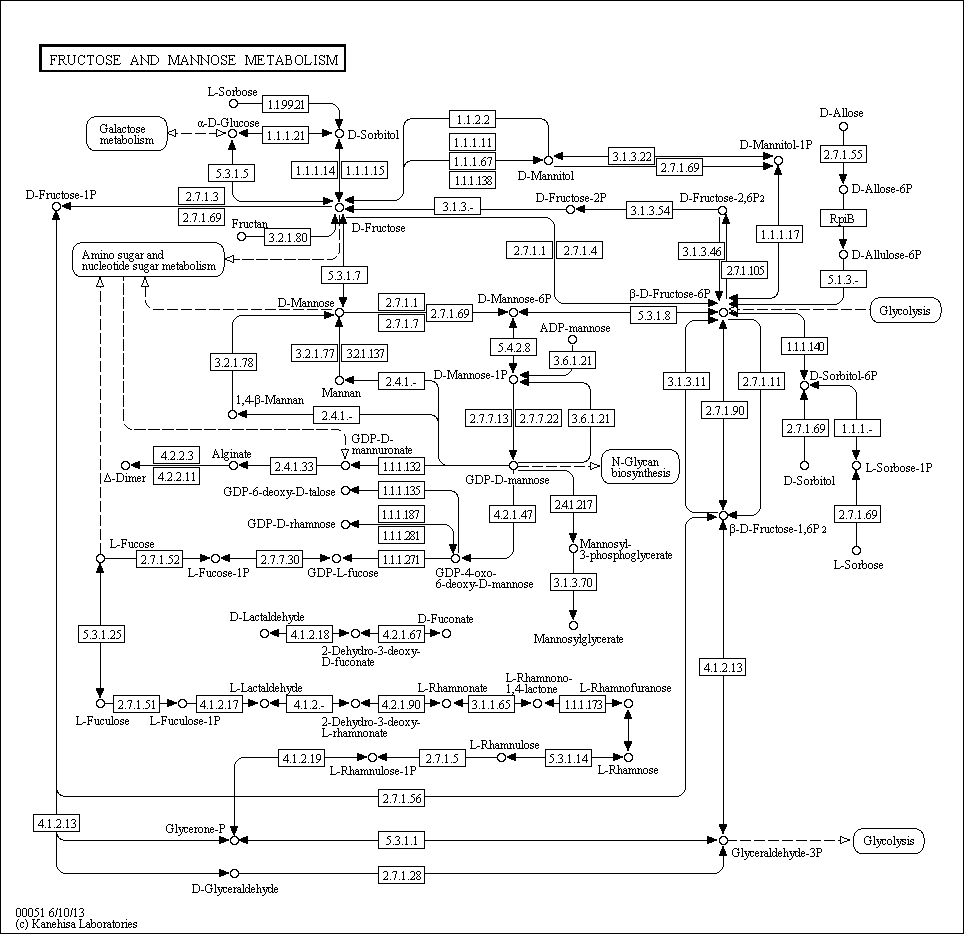 FRUCTOSE AND MANNOSE METABOLISM
L-Sorbose
1.1.99.21
Galactose
metabolism
α-D-Glucose
1.1.1.21
D-Sorbitol
5.3.1.5
1.1.1.14
1.1.1.15
1.1.2.2
1.1.1.11
1.1.1.67
1.1.1.138
D-Mannitol
3.1.3.22
2.7.1.69
D-Mannitol-1P
D-Allose
2.7.1.55
D-Allose-6P
RpiB
D-Allulose-6P
5.1.3.-
D-Fructose-1P
2.7.1.3
2.7.1.69
Fructan
3.2.1.80
D-Fructose
3.1.3.-
D-Fructose-2P
3.1.3.54
D-Fructose-2,6P2
1.1.1.17
Amino sugar and
nucleotide sugar metabolism
2.7.1.1
2.7.1.4
3.1.3.46
2.7.1.105
5.3.1.7
D-Mannose
2.7.1.1
2.7.1.7
2.7.1.69
D-Mannose-6P
5.3.1.8
β-D-Fructose-6P
Glycolysis
ADP-mannose
3.2.1.78
3.2.1.77
3.2.1.137
5.4.2.8
3.6.1.21
1.1.1.140
Mannan
2.4.1.-
D-Mannose-1P
3.1.3.11
2.7.1.11
D-Sorbitol-6P
1,4-β-Mannan
2.4.1.-
2.7.7.13
2.7.7.22
3.6.1.21
2.7.1.90
2.7.1.69
1.1.1.-
GDP-D-
mannuronate
4.2.2.3
4.2.2.11
Δ-Dimer
Alginate
2.4.1.33
1.1.1.132
GDP-D-mannose
N-Glycan
biosynthesis
D-Sorbitol
L-Sorbose-1P
GDP-6-deoxy-D-talose
1.1.1.135
4.2.1.47
2.4.1.217
2.7.1.69
GDP-D-rhamnose
1.1.1.187
1.1.1.281
β-D-Fructose-1,6P2
L-Fucose
2.7.1.52
L-Fucose-1P
2.7.7.30
GDP-L-fucose
1.1.1.271
GDP-4-oxo-
6-deoxy-D-mannose
Mannosyl-
3-phosphoglycerate
3.1.3.70
L-Sorbose
Mannosylglycerate
5.3.1.25
D-Lactaldehyde
4.1.2.18
2-Dehydro-3-deoxy-
D-fuconate
4.2.1.67
D-Fuconate
4.1.2.13
L-Fuculose
2.7.1.51
L-Fuculose-1P
4.1.2.17
L-Lactaldehyde
4.1.2.-
2-Dehydro-3-deoxy-
L-rhamnonate
4.2.1.90
L-Rhamnonate
3.1.1.65
L-Rhamnono-
1,4-lactone
1.1.1.173
L-Rhamnofuranose
4.1.2.19
L-Rhamnulose-1P
2.7.1.5
L-Rhamnulose
5.3.1.14
L-Rhamnose
2.7.1.56
4.1.2.13
Glycerone-P
5.3.1.1
Glyceraldehyde-3P
Glycolysis
D-Glyceraldehyde
2.7.1.28
00051 6/10/13
(c) Kanehisa Laboratories